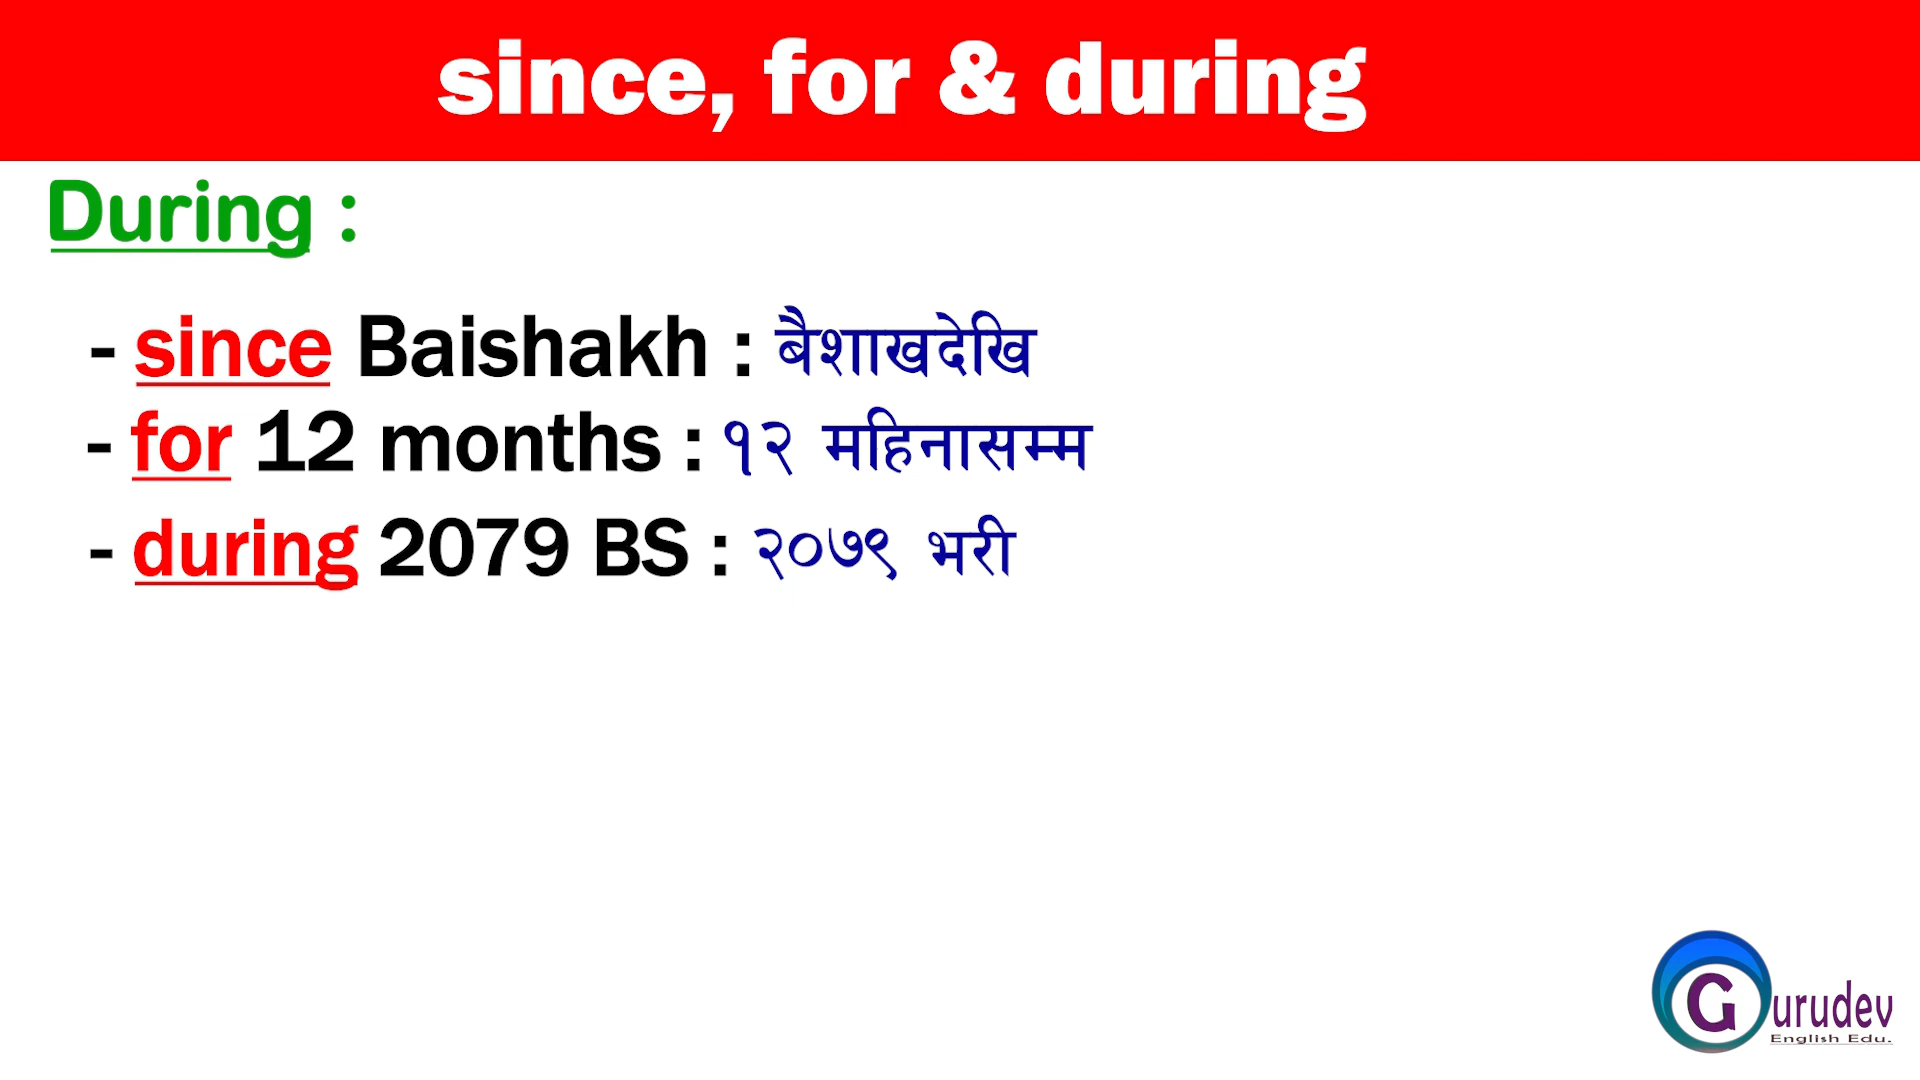 since, for & during
During :
- since Baishakh : बैशाखदेखि
- for 12 months : १२ महिनासम्म
- during 2079 BS : २०७९ भरी
Gurudev
English Edu.